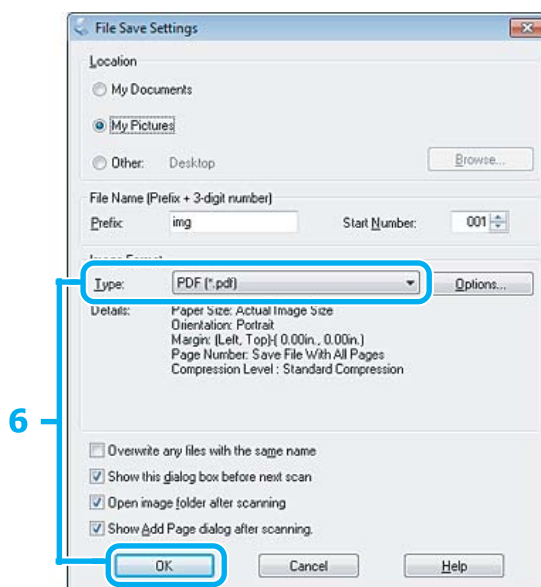 File Save Settings
Location
My Documents
My Pictures
Other: Desktop Browse...
File Name (Prefix + 3-digit number)
Prefix: img Start Number: 001
Image Format
Type: PDF (*.pdf) Options...
Details: Paper Size: Actual Image Size
Orientation: Portrait
Margin: (Left, Top)( 0.00in., 0.00in.)
Page Number: Save File With All Pages
Compression Level : Standard Compression
6
Overwrite any files with the same name
Show this dialog box before next scan
Open image folder after scanning
Show Add Page dialog after scanning.
OK Cancel Help